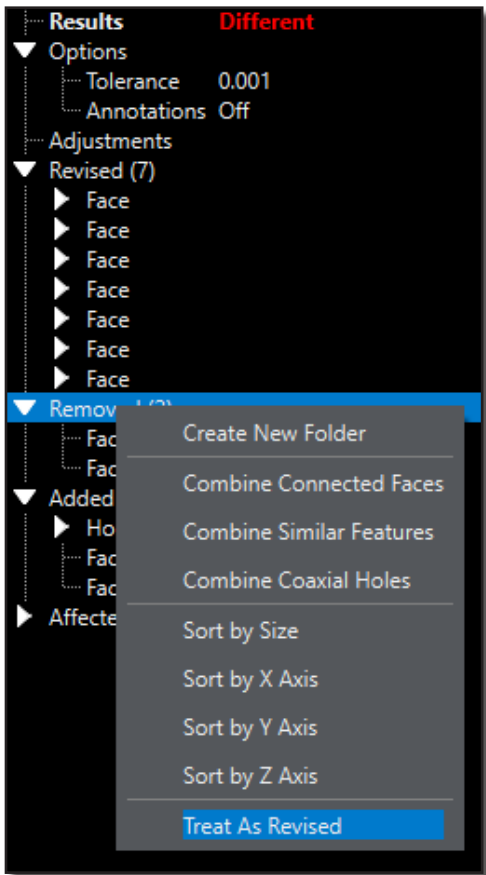 Results Different
Options
Tolerance 0.001
Annotations Off
Adjustments
Revised (7)
Face
Face
Face
Face
Face
Face
Face
Create New Folder
Combine Connected Faces
Combine Similar Features
Combine Coaxial Holes
Added
Sort by Size
Sort by X Axis
Sort by Y Axis
Sort by Z Axis
Treat As Revised